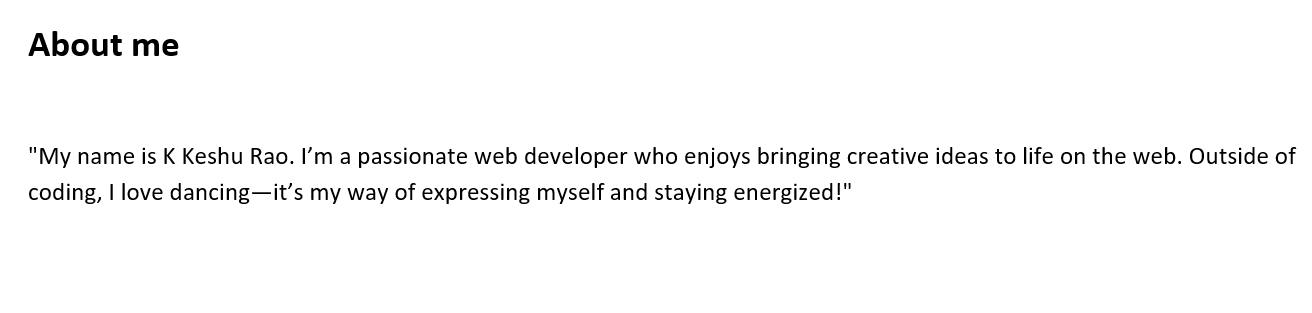 About me
"My name is K Keshu Rao. I’m a passionate web developer who enjoys bringing creative ideas to life on the web. Outside of
coding, I love dancing—it’s my way of expressing myself and staying energized!"